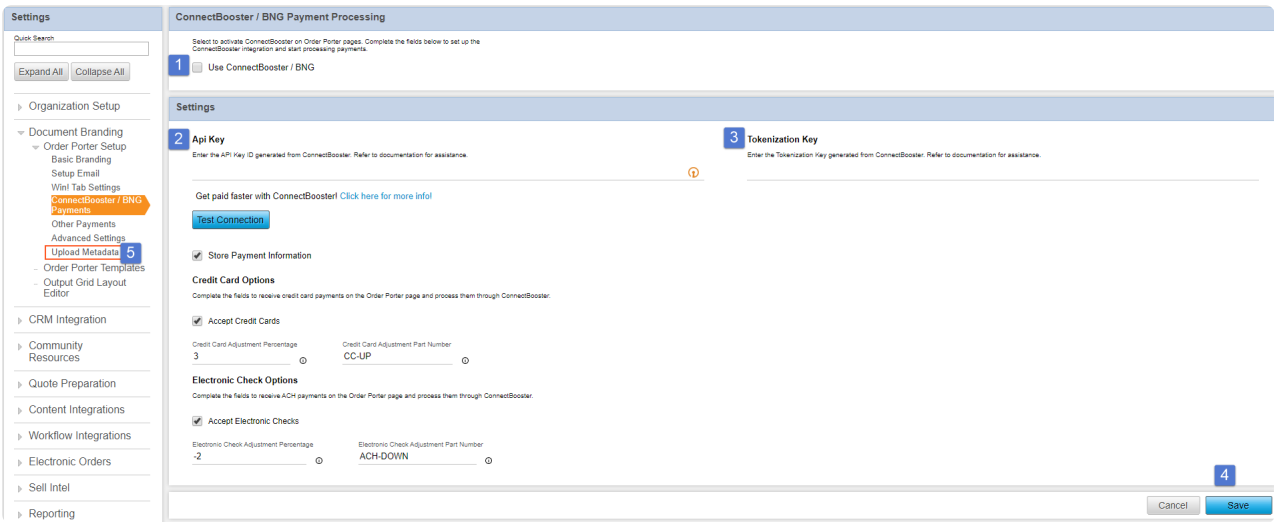 Settings
Quick Search
Expand All
Collapse All
Organization Setup
Document Branding
Order Porter Setup
Basic Branding
Setup Email
Win! Tab Settings
ConnectBooster / BNG
Payments
Other Payments
Advanced Settings
Upload Metadata
5
Order Porter Templates
Output Grid Layout
Editor
CRM Integration
Community
Resources
Quote Preparation
Content Integrations
Workflow Integrations
Electronic Orders
Sell Intel
Reporting
ConnectBooster / BNG Payment Processing
Select to activate ConnectBooster on Order Porter pages. Complete the fields below to set up the
ConnectBooster integration and start processing payments.
1
Use ConnectBooster / BNG
Settings
2
Api Key
Enter the API Key ID generated from ConnectBooster. Refer to documentation for assistance.
3
Tokenization Key
Enter the Tokenization Key generated from ConnectBooster. Refer to documentation for assistance.
Get paid faster with ConnectBooster! Click here for more info!
Test Connection
Store Payment Information
Credit Card Options
Complete the fields to receive credit card payments on the Order Porter page and process them through ConnectBooster.
Accept Credit Cards
Credit Card Adjustment Percentage
3
Credit Card Adjustment Part Number
CC-UP
Electronic Check Options
Complete the fields to receive ACH payments on the Order Porter page and process them through ConnectBooster.
Accept Electronic Checks
Electronic Check Adjustment Percentage
-2
Electronic Check Adjustment Part Number
ACH-DOWN
4
Cancel
Save